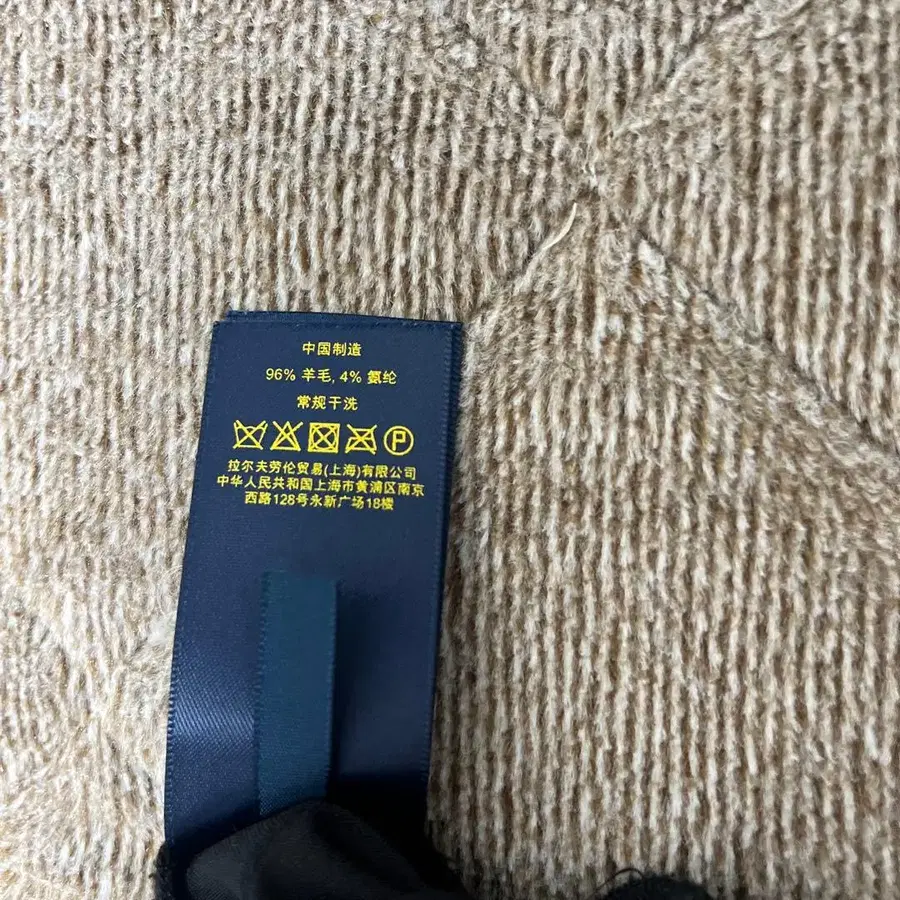 中国制造
96% 羊毛, 4% 氨纶
常规干洗
P
拉尔夫劳伦贸易(上海)有限公司
中华人民共和国上海市黄浦区南京
西路128号永新广场18楼